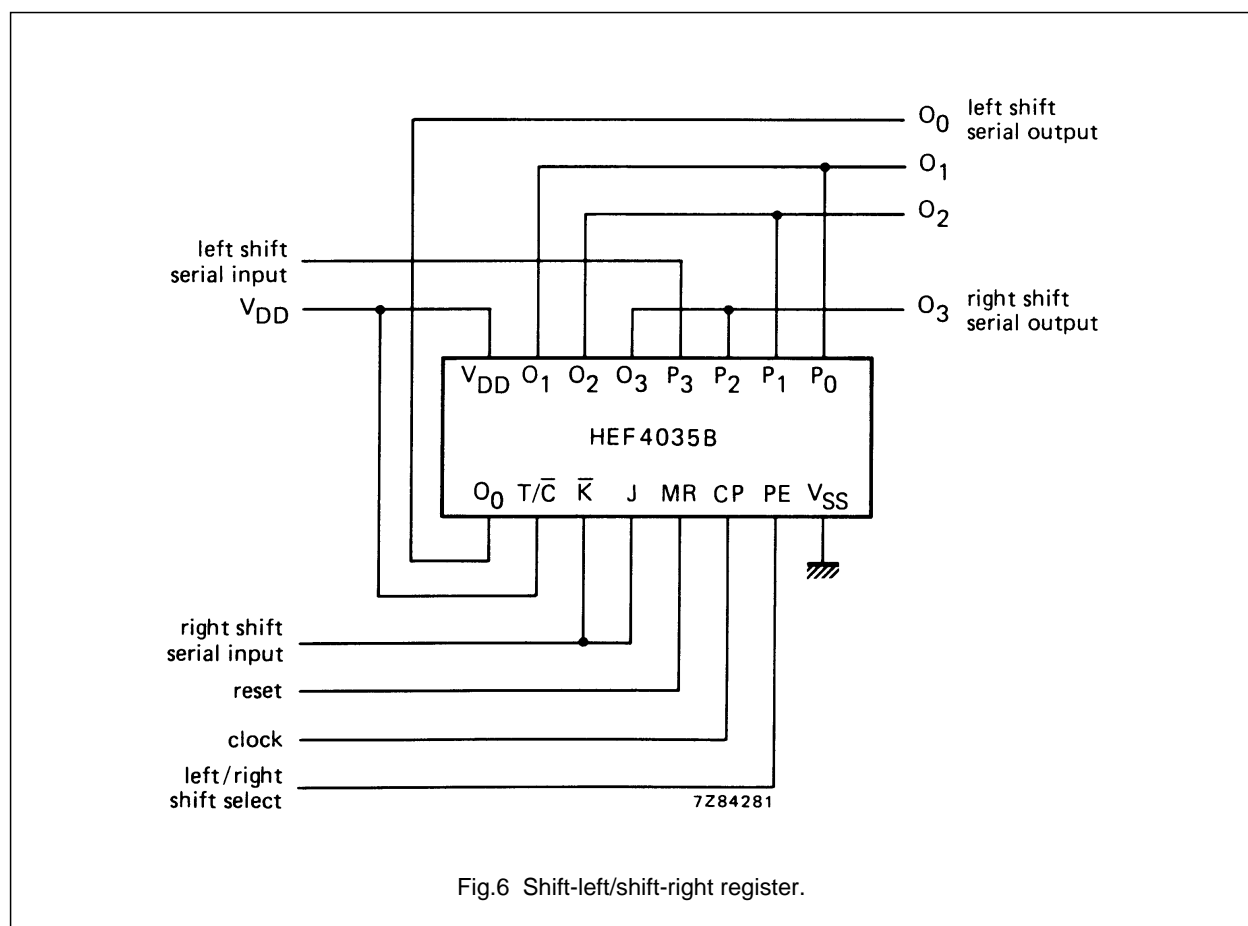 O0 left shift
serial output
O1
O2
left shift
serial input
VDD
O3 right shift
serial output
VDD O1 O2 O3 P3 P2 P1 P0
HEF4035B
O0 T/C̅ K̅ J MR CP PE VSS
right shift
serial input
reset
clock
left/right
shift select
7Z84281
Fig.6 Shift-left/shift-right register.